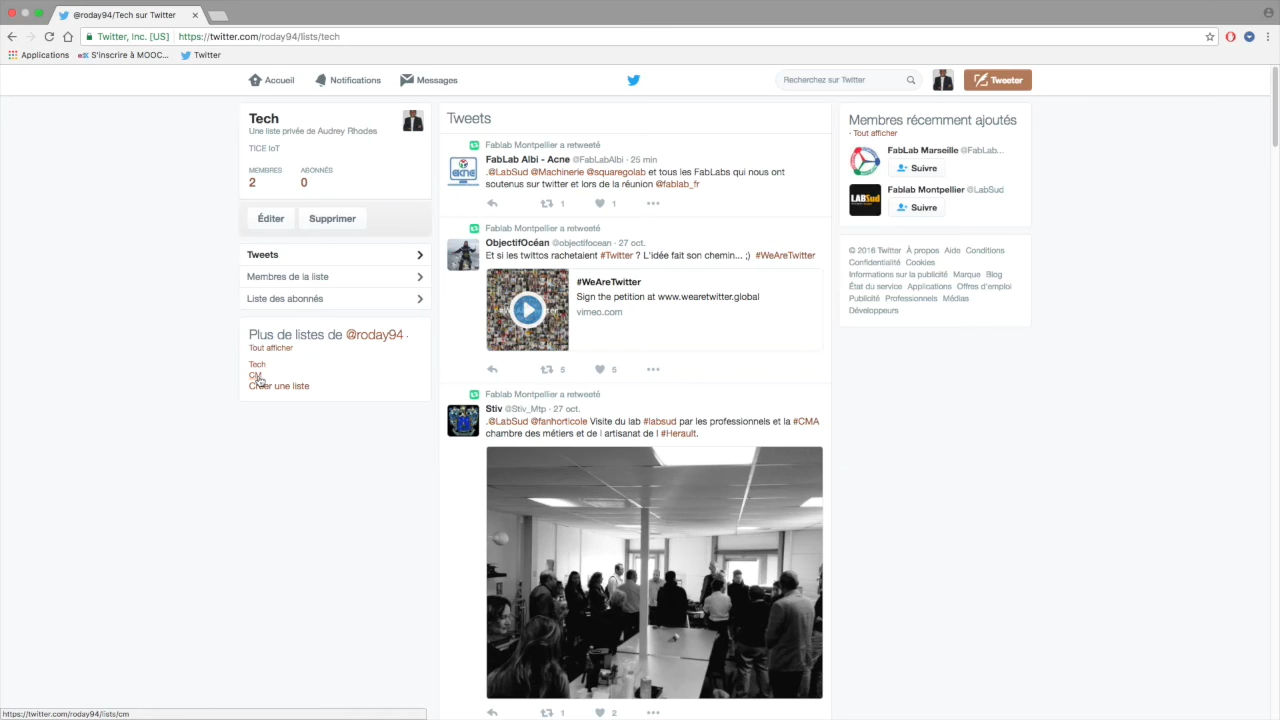 @roday94/Tech sur Twitter
Twitter, Inc. [US] https://twitter.com/roday94/lists/tech
Applications S'inscrire à MOOC... Twitter
Accueil Notifications Messages Recherchez sur Twitter Tweeter
Tech
Une liste privée de Audrey Rhodes
TICE IoT
MEMBRES ABONNÉS
2 0
Éditer Supprimer
Tweets
Membres de la liste
Liste des abonnés
Plus de listes de @roday94 ·
Tout afficher
Tech
CM
Créer une liste
Tweets
Fablab Montpellier a retweeté
FabLab Albi - Acne @FabLabAlbi · 25 min
.@LabSud @Machinerie @squaregolab et tous les FabLabs qui nous ont
soutenus sur twitter et lors de la réunion @fablab_fr
1 1
Fablab Montpellier a retweeté
ObjectifOcéan @objectifocean · 27 oct.
Et si les twittos rachetaient #Twitter ? L'idée fait son chemin... ;) #WeAreTwitter
#WeAreTwitter
Sign the petition at www.wearetwitter.global
vimeo.com
5 5
Fablab Montpellier a retweeté
Stiv @Stiv_Mtp · 27 oct.
.@LabSud @fanhorticole Visite du lab #labsud par les professionnels et la #CMA
chambre des métiers et de l artisanat de l #Herault.
1 2
Membres récemment ajoutés
· Tout afficher
FabLab Marseille @FabLab...
Suivre
LABSud
Fablab Montpellier @LabSud
Suivre
© 2016 Twitter À propos Aide Conditions
Confidentialité Cookies
Informations sur la publicité Marque Blog
État du service Applications Offres d'emploi
Publicité Professionnels Médias
Développeurs
https://twitter.com/roday94/lists/cm